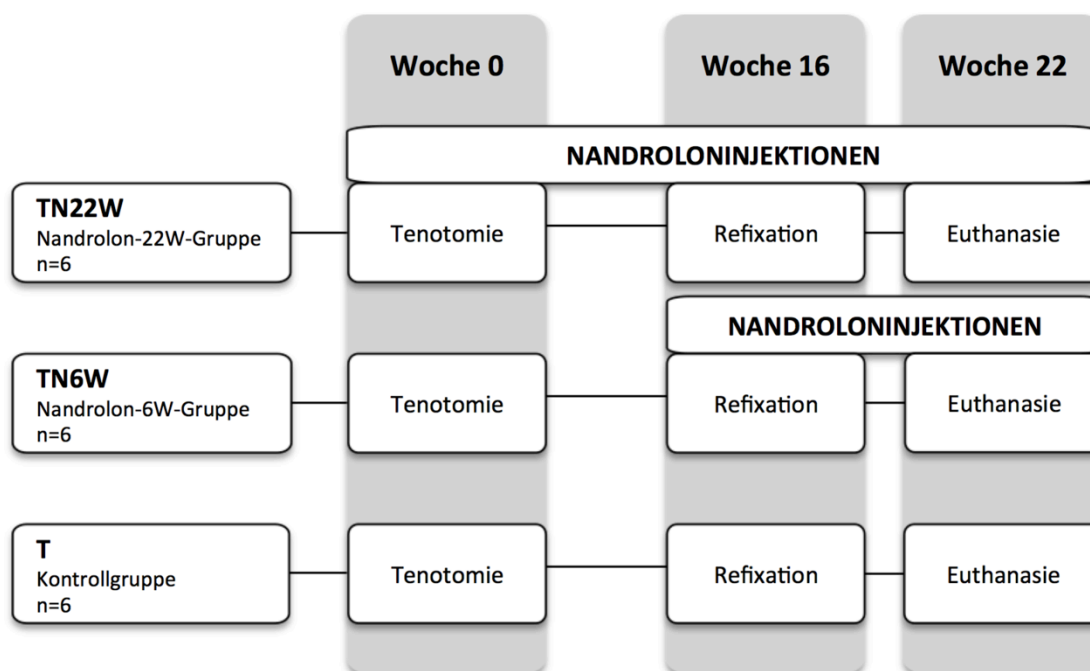 Woche 0
Woche 16
Woche 22
NANDROLONINJEKTIONEN
TN22W
Nandrolon-22W-Gruppe
n=6
Tenotomie
Refixation
Euthanasie
NANDROLONINJEKTIONEN
TN6W
Nandrolon-6W-Gruppe
n=6
Tenotomie
Refixation
Euthanasie
T
Kontrollgruppe
n=6
Tenotomie
Refixation
Euthanasie